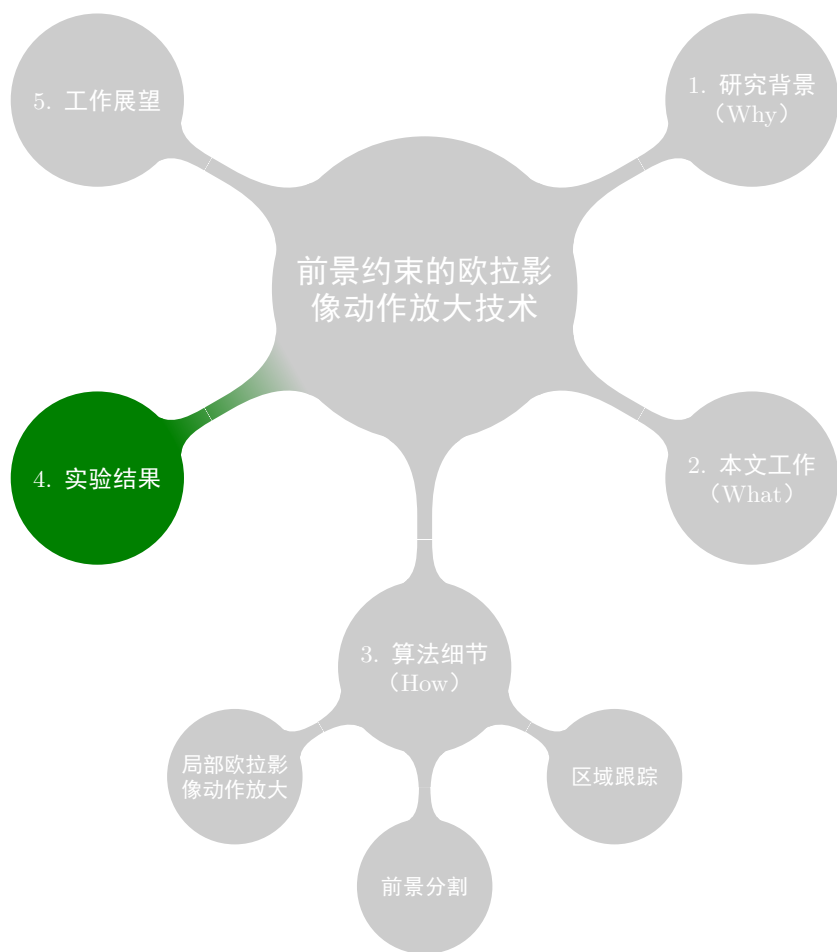 前景约束的欧拉影
像动作放大技术
1. 研究背景
（Why）
2. 本文工作
（What）
3. 算法细节
（How）
区域跟踪
前景分割
局部欧拉影
像动作放大
4. 实验结果
5. 工作展望